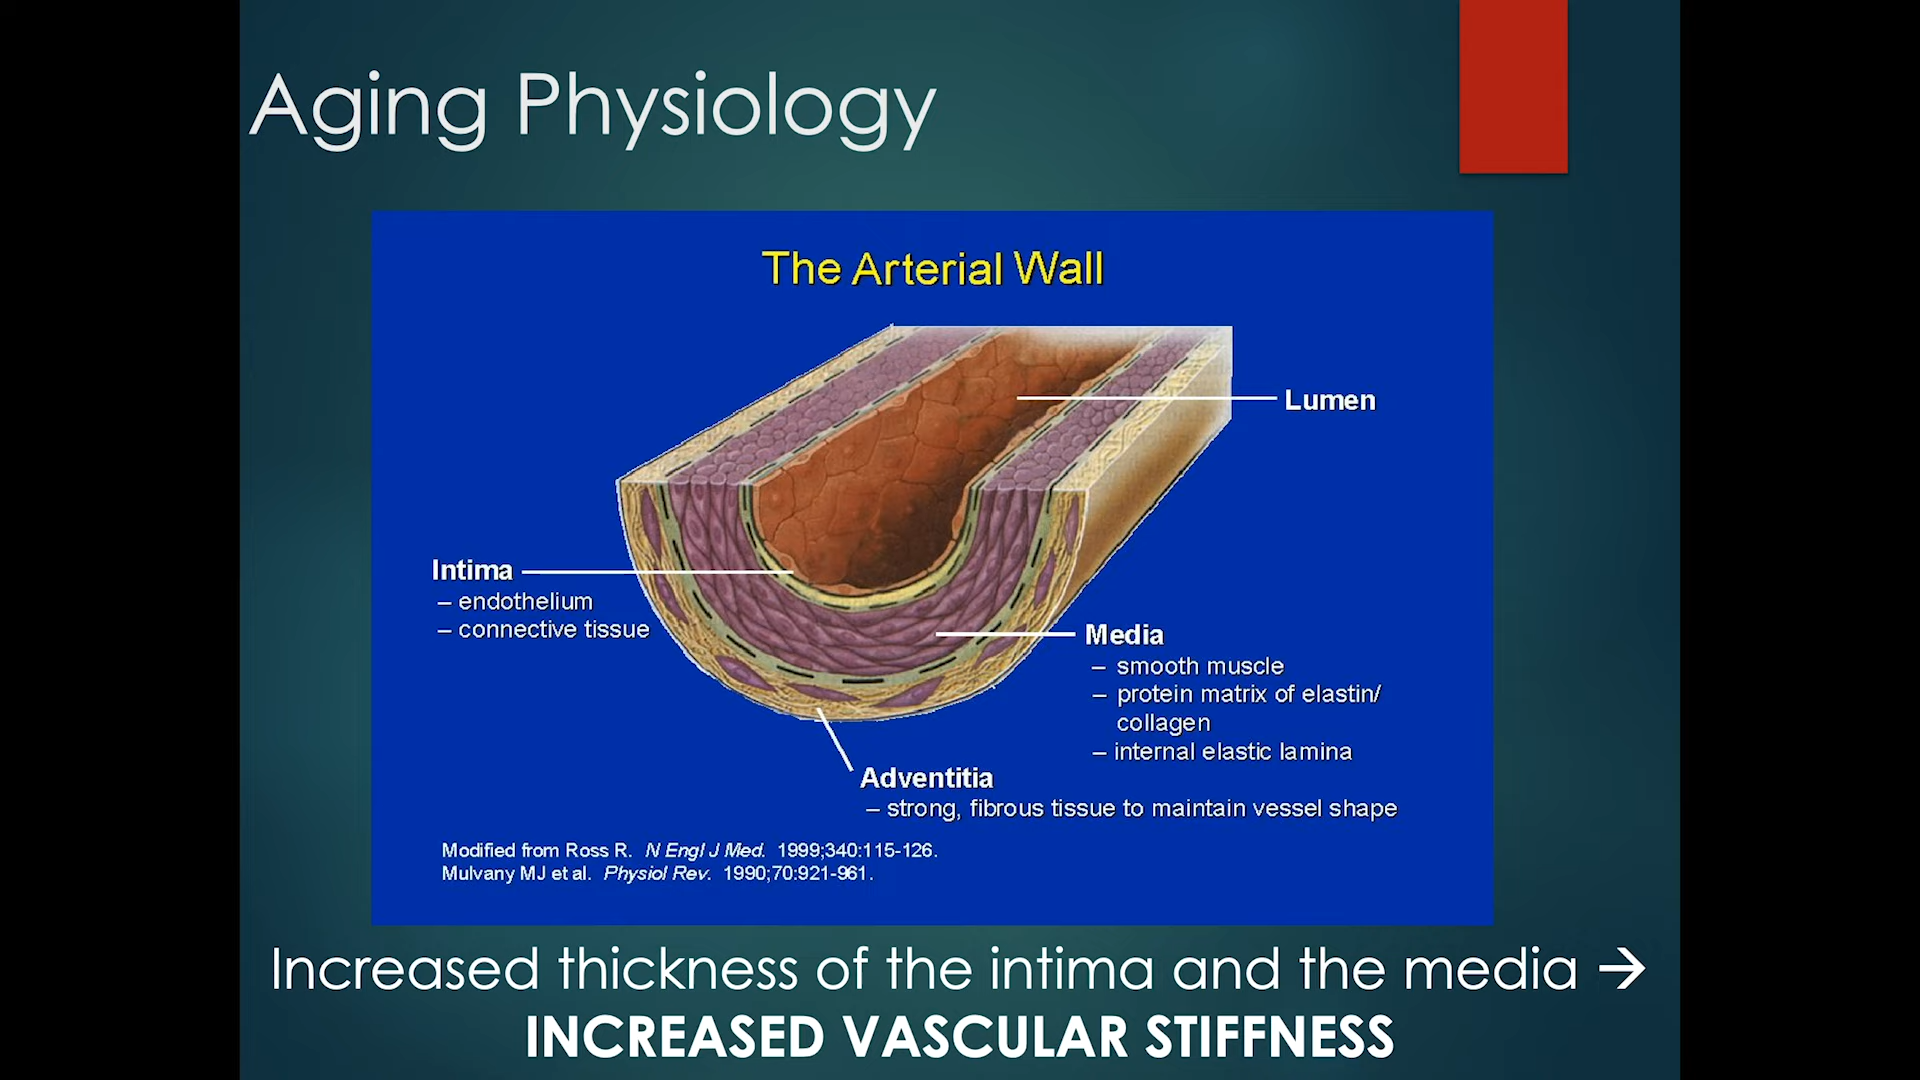 Aging Physiology
The Arterial Wall
Lumen
Intima
– endothelium
– connective tissue
Media
– smooth muscle
– protein matrix of elastin/
collagen
– internal elastic lamina
Adventitia
– strong, fibrous tissue to maintain vessel shape
Modified from Ross R. N Engl J Med. 1999;340:115-126.
Mulvany MJ et al. Physiol Rev. 1990;70:921-961.
Increased thickness of the intima and the media →
INCREASED VASCULAR STIFFNESS